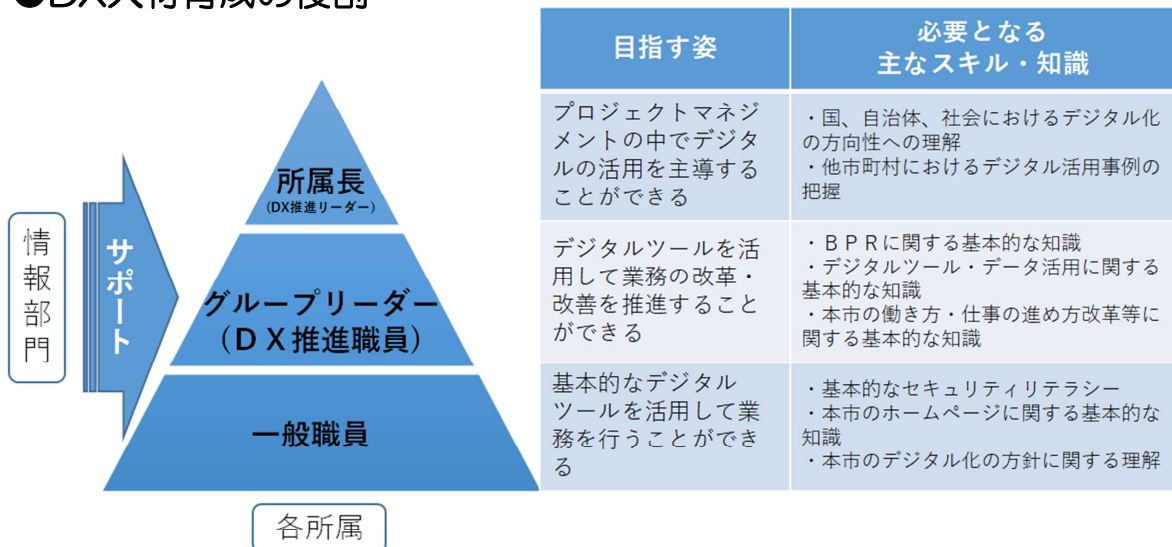 ●DX人材育成の役割
目指す姿
必要となる
主なスキル・知識
所属長
(DX推進リーダー)
プロジェクトマネジ
メントの中でデジタ
ルの活用を主導する
ことができる
・国、自治体、社会におけるデジタル化
の方向性への理解
・他市町村におけるデジタル活用事例の
把握
情報部門
サポート
グループリーダー
(ＤＸ推進職員)
デジタルツールを活
用して業務の改革・
改善を推進すること
ができる
・ＢＰＲに関する基本的な知識
・デジタルツール・データ活用に関する
基本的な知識
・本市の働き方・仕事の進め方改革等に
関する基本的な知識
一般職員
基本的なデジタル
ツールを活用して業
務を行うことができ
る
・基本的なセキュリティリテラシー
・本市のホームページに関する基本的な
知識
・本市のデジタル化の方針に関する理解
各所属